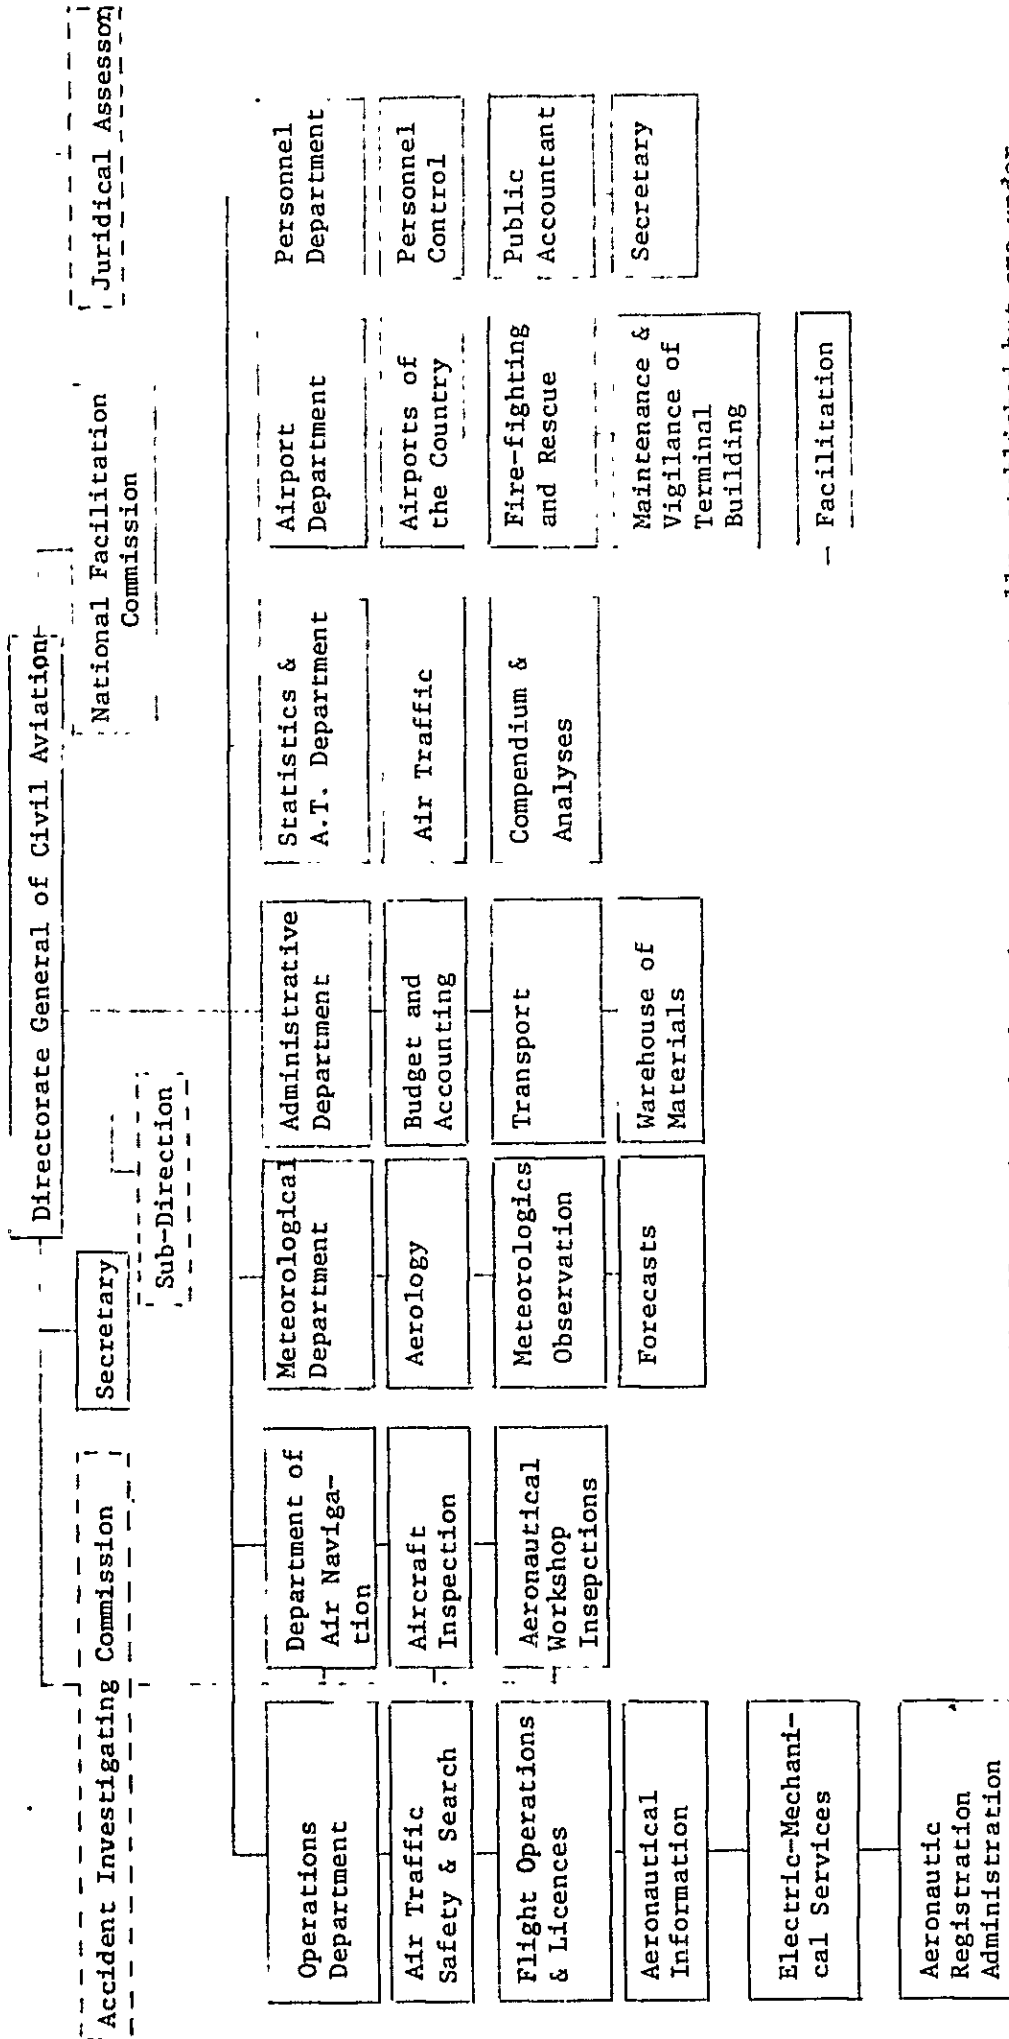 Directorate General of Civil Aviation
Accident Investigating Commission
Secretary
National Facilitation
Commission
Juridical Assessor
Sub-Direction
Operations
Department
Air Traffic
Safety & Search
Flight Operations
& Licences
Aeronautical
Information
Electric-Mechani-
cal Services
Aeronautic
Registration
Administration
Department of
Air Naviga-
tion
Aircraft
Inspection
Aeronautical
Workshop
Insepctions
Meteorological
Department
Aerology
Meteorologics
Observation
Forecasts
Administrative
Department
Budget and
Accounting
Transport
Warehouse of
Materials
Statistics &
A.T. Department
Air Traffic
Compendium &
Analyses
Airport
Department
Airports of
the Country
Fire-fighting
and Rescue
Maintenance &
Vigilance of
Terminal
Building
Facilitation
Personnel
Department
Personnel
Control
Public
Accountant
Secretary
but are under